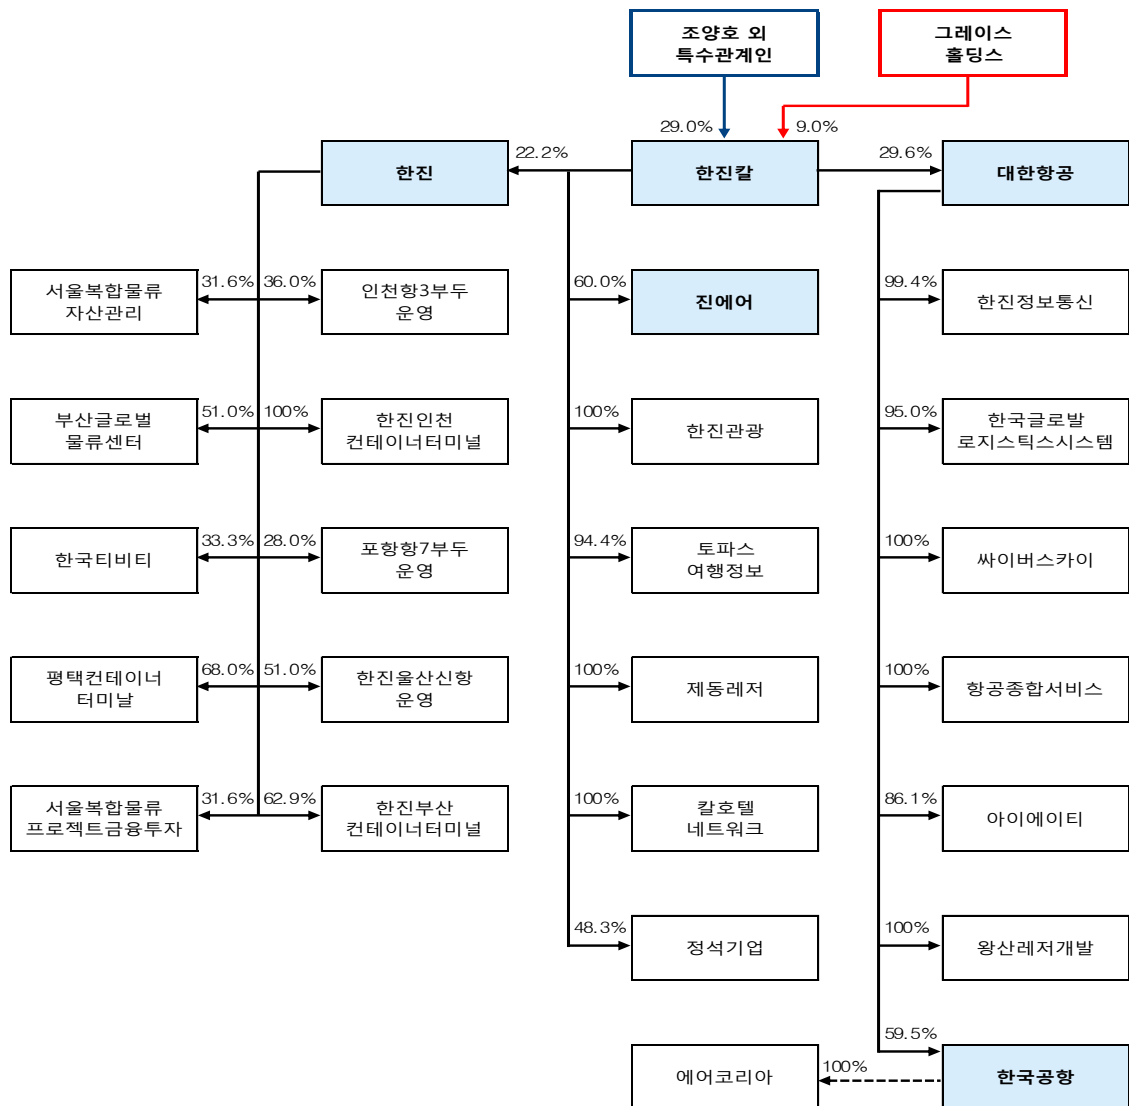 조양호 외
특수관계인
그레이스
홀딩스
29.0%
9.0%
22.2%
29.6%
한진
한진칼
대한항공
31.6%
36.0%
60.0%
99.4%
서울복합물류
자산관리
인천항3부두
운영
진에어
한진정보통신
51.0%
100%
100%
95.0%
부산글로벌
물류센터
한진인천
컨테이너터미널
한진관광
한국글로발
로지스틱스시스템
33.3%
28.0%
94.4%
100%
한국티비티
포항항7부두
운영
토파스
여행정보
싸이버스카이
68.0%
51.0%
100%
100%
평택컨테이너
터미날
한진울산신항
운영
제동레저
항공종합서비스
31.6%
62.9%
100%
86.1%
서울복합물류
프로젝트금융투자
한진부산
컨테이너터미널
칼호텔
네트워크
아이에이티
48.3%
100%
정석기업
왕산레저개발
59.5%
100%
에어코리아
한국공항